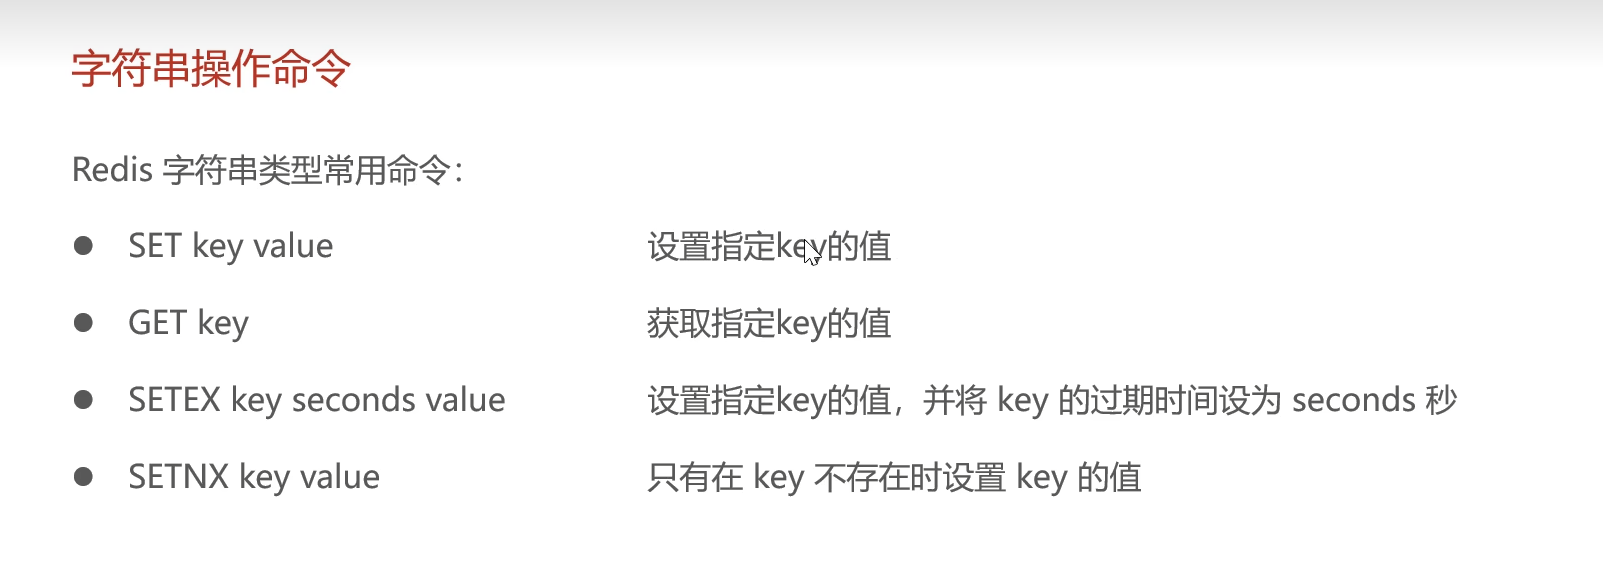 字符串操作命令
Redis 字符串类型常用命令：
● SET key value 设置指定key的值
● GET key 获取指定key的值
● SETEX key seconds value 设置指定key的值，并将 key 的过期时间设为 seconds 秒
● SETNX key value 只有在 key 不存在时设置 key 的值